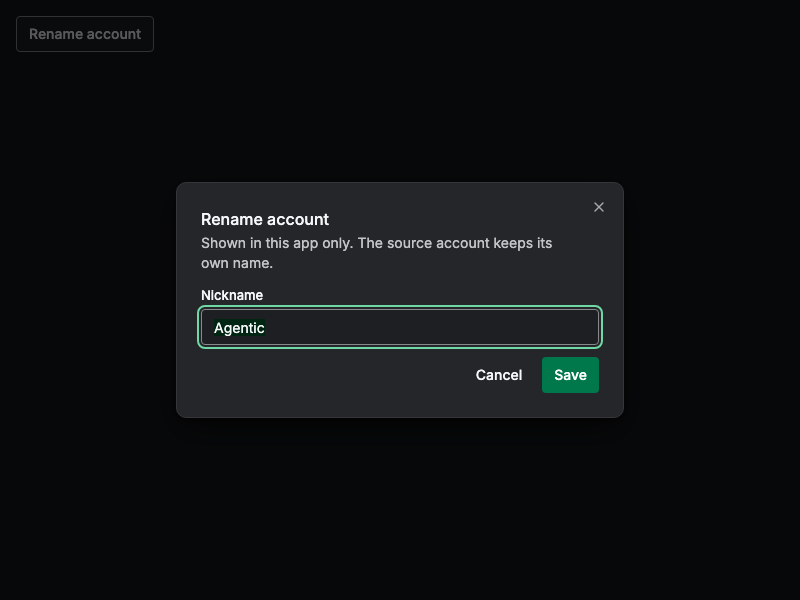 Rename account
Rename account
Shown in this app only. The source account keeps its
own name.
Nickname
Agentic
Cancel
Save